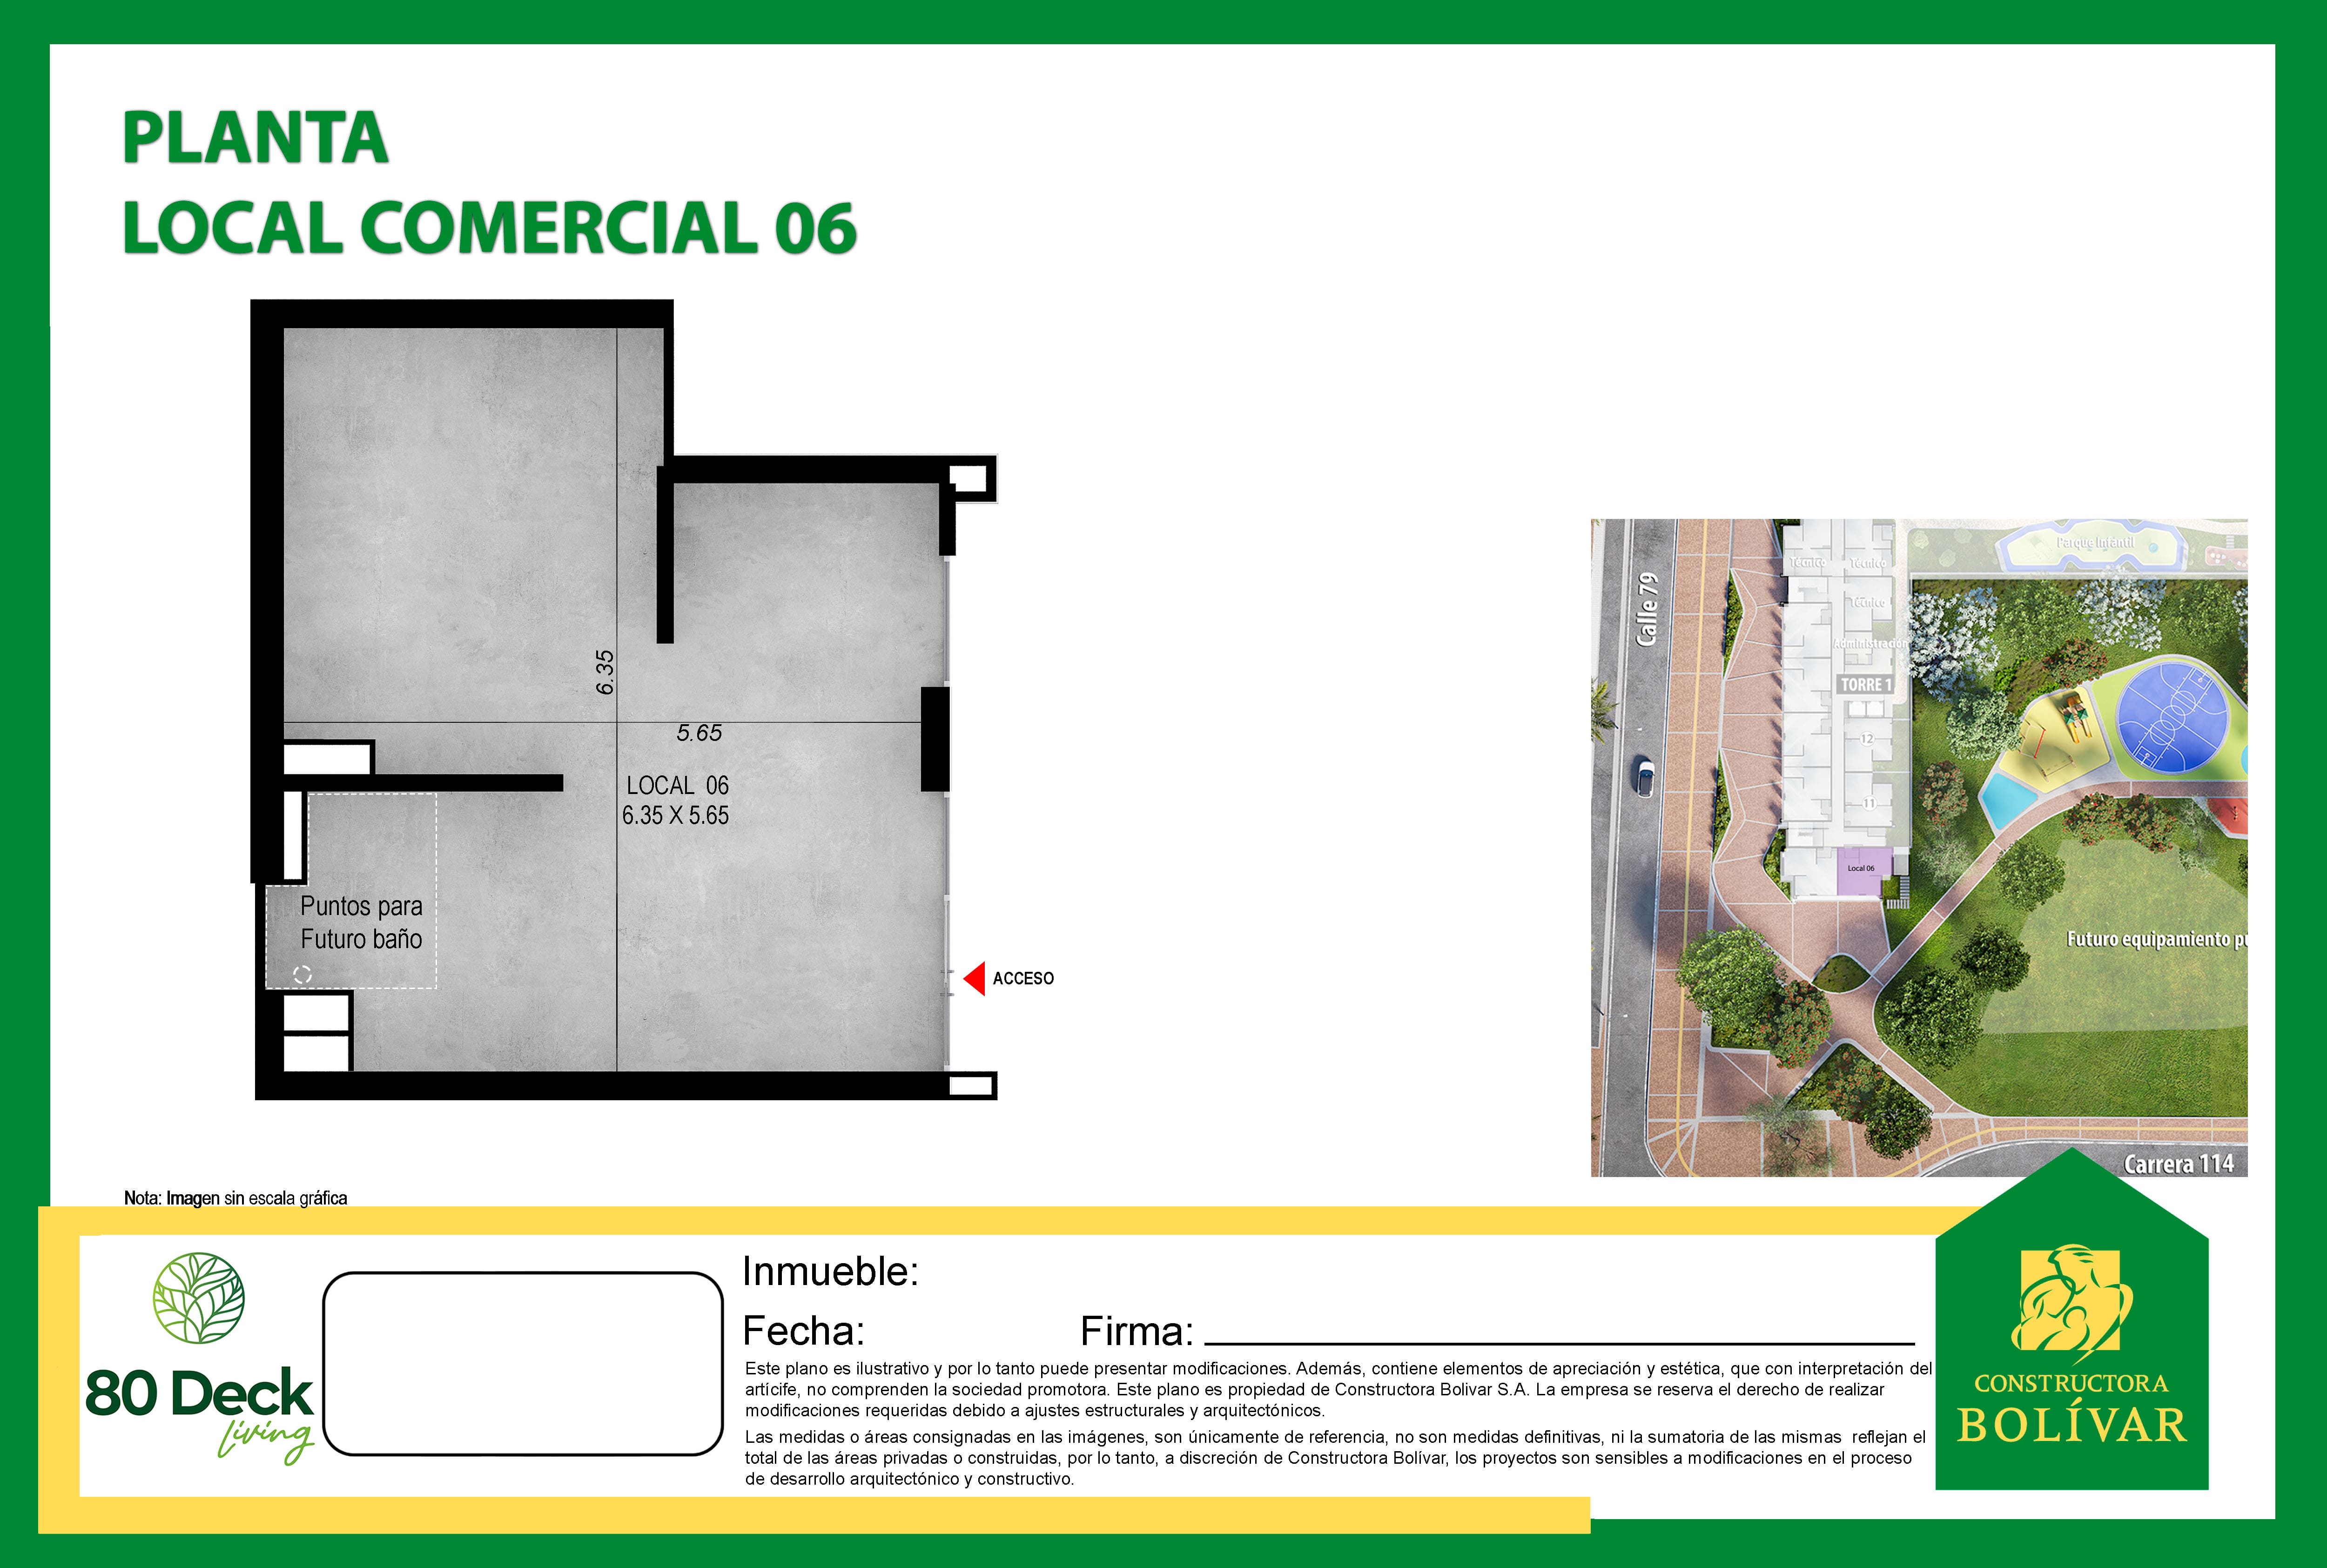 PLANTA
LOCAL COMERCIAL 06
6.35
5.65
LOCAL 06
6.35 X 5.65
Puntos para
Futuro baño
ACCESO
Calle 79
Parque Infantil
Técnico
Técnico
Técnico
Administración
TORRE 1
12
11
Local 06
Futuro equipamiento
Carrera 114
Nota: Imagen sin escala gráfica
80 Deck
living
Inmueble:
Fecha:
Firma:
Este plano es ilustrativo y por lo tanto puede presentar modificaciones. Además, contiene elementos de apreciación y estética, que con interpretación del
artícife, no comprenden la sociedad promotora. Este plano es propiedad de Constructora Bolivar S.A. La empresa se reserva el derecho de realizar
modificaciones requeridas debido a ajustes estructurales y arquitectónicos.
Las medidas o áreas consignadas en las imágenes, son únicamente de referencia, no son medidas definitivas, ni la sumatoria de las mismas reflejan el
total de las áreas privadas o construidas, por lo tanto, a discreción de Constructora Bolívar, los proyectos son sensibles a modificaciones en el proceso
de desarrollo arquitectónico y constructivo.
CONSTRUCTORA
BOLÍVAR